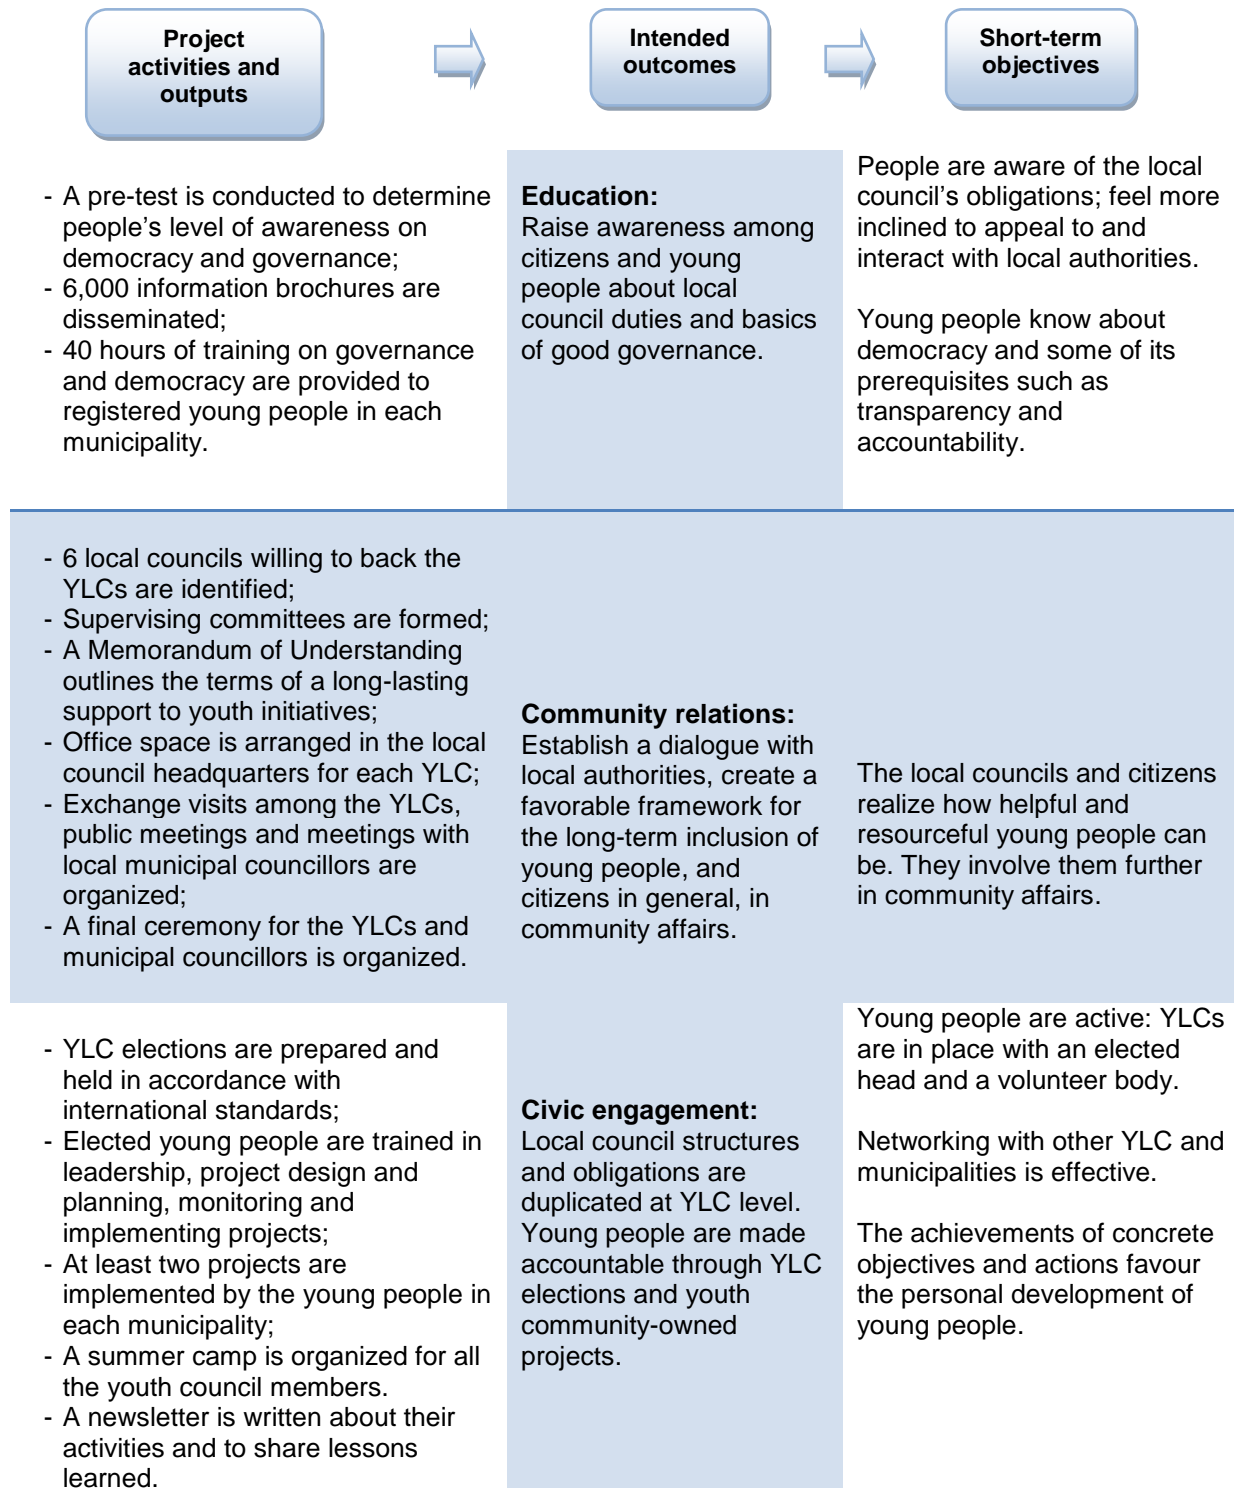 Project
activities and
outputs
Intended
outcomes
Short-term
objectives
- A pre-test is conducted to determine
people's level of awareness on
democracy and governance;
- 6,000 information brochures are
disseminated;
- 40 hours of training on governance
and democracy are provided to
registered young people in each
municipality.
Education:
Raise awareness among
citizens and young
people about local
council duties and basics
of good governance.
People are aware of the local
council's obligations; feel more
inclined to appeal to and
interact with local authorities.
Young people know about
democracy and some of its
prerequisites such as
transparency and
accountability.
- 6 local councils willing to back the
YLCs are identified;
- Supervising committees are formed;
- A Memorandum of Understanding
outlines the terms of a long-lasting
support to youth initiatives;
- Office space is arranged in the local
council headquarters for each YLC;
- Exchange visits among the YLCs,
public meetings and meetings with
local municipal councillors are
organized;
- A final ceremony for the YLCs and
municipal councillors is organized.
Community relations:
Establish a dialogue with
local authorities, create a
favorable framework for
the long-term inclusion of
young people, and
citizens in general, in
community affairs.
The local councils and citizens
realize how helpful and
resourceful young people can
be. They involve them further
in community affairs.
- YLC elections are prepared and
held in accordance with
international standards;
- Elected young people are trained in
leadership, project design and
planning, monitoring and
implementing projects;
- At least two projects are
implemented by the young people in
each municipality;
- A summer camp is organized for all
the youth council members.
- A newsletter is written about their
activities and to share lessons
learned.
Civic engagement:
Local council structures
and obligations are
duplicated at YLC level.
Young people are made
accountable through YLC
elections and youth
community-owned
projects.
Young people are active: YLCs
are in place with an elected
head and a volunteer body.
Networking with other YLC and
municipalities is effective.
The achievements of concrete
objectives and actions favour
the personal development of
young people.